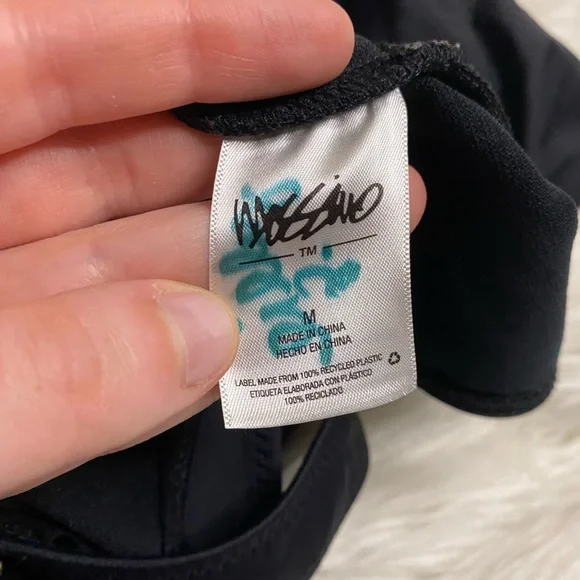 Mossimo
TM
M
MADE IN CHINA
HECHO EN CHINA
LABEL MADE FROM 100% RECYCLED PLASTIC
ETIQUETA ELABORADA CON PLÁSTICO
100% RECICLADO